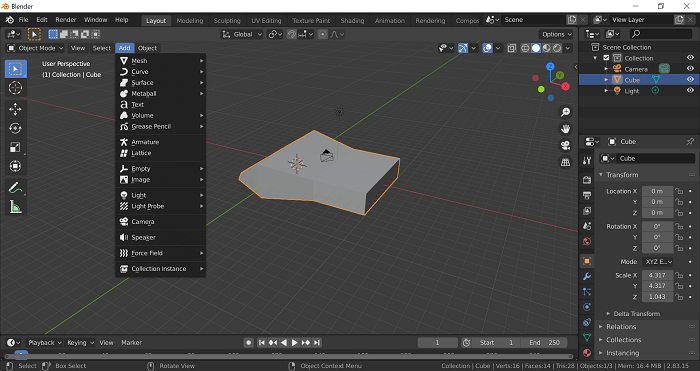 Blender
File Edit Render Window Help Layout Modeling Sculpting UV Editing Texture Paint Shading Animation Rendering Compos Scene View Layer
Object Mode View Select Add Object Global Options
User Perspective
(1) Collection | Cube
Mesh
Curve
Surface
Metaball
Text
Volume
Grease Pencil
Armature
Lattice
Empty
Image
Light
Light Probe
Camera
Speaker
Force Field
Collection Instance
X
Z
Scene Collection
Collection
Camera
Cube
Light
Cube
Cube
Transform
Location X 0 m
Y 0 m
Z 0 m
Rotation X 0°
Y 0°
Z 0°
Mode XYZ E...
Scale X 4.317
Y 4.317
Z 1.043
Delta Transform
Relations
Collections
Instancing
Playback Keying View Marker 1 Start 1 End 250
Select Box Select Rotate View Object Context Menu Collection | Cube | Verts:16 | Faces:14 | Tris:28 | Objects:1/3 | Mem: 16.4 MiB | 2.83.15